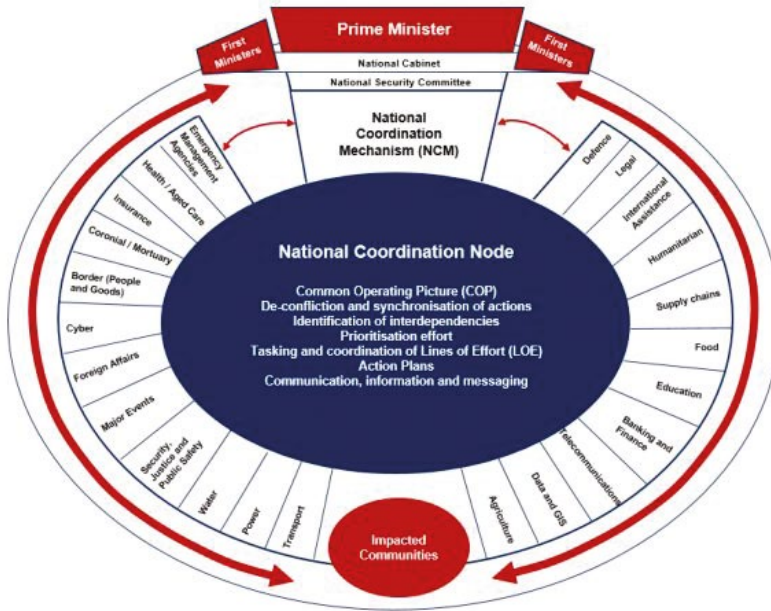 Prime Minister
First
Ministers
First
Ministers
National Cabinet
National Security Committee
National
Coordination
Mechanism (NCM)
Emergency
Management
Agencies
Health / Aged Care
Insurance
Coronial / Mortuary
Border (People
and Goods)
Cyber
Foreign Affairs
Major Events
Security,
Justice and
Public Safety
Water
Power
Transport
National Coordination Node
Common Operating Picture (COP)
De-confliction and synchronisation of actions
Identification of interdependencies
Prioritisation effort
Tasking and coordination of Lines of Effort (LOE)
Action Plans
Communication, information and messaging
Defence
Legal
International
Assistance
Humanitarian
Supply chains
Food
Education
Banking and
Finance
Telecommunications
Data and GIS
Agriculture
Impacted
Communities